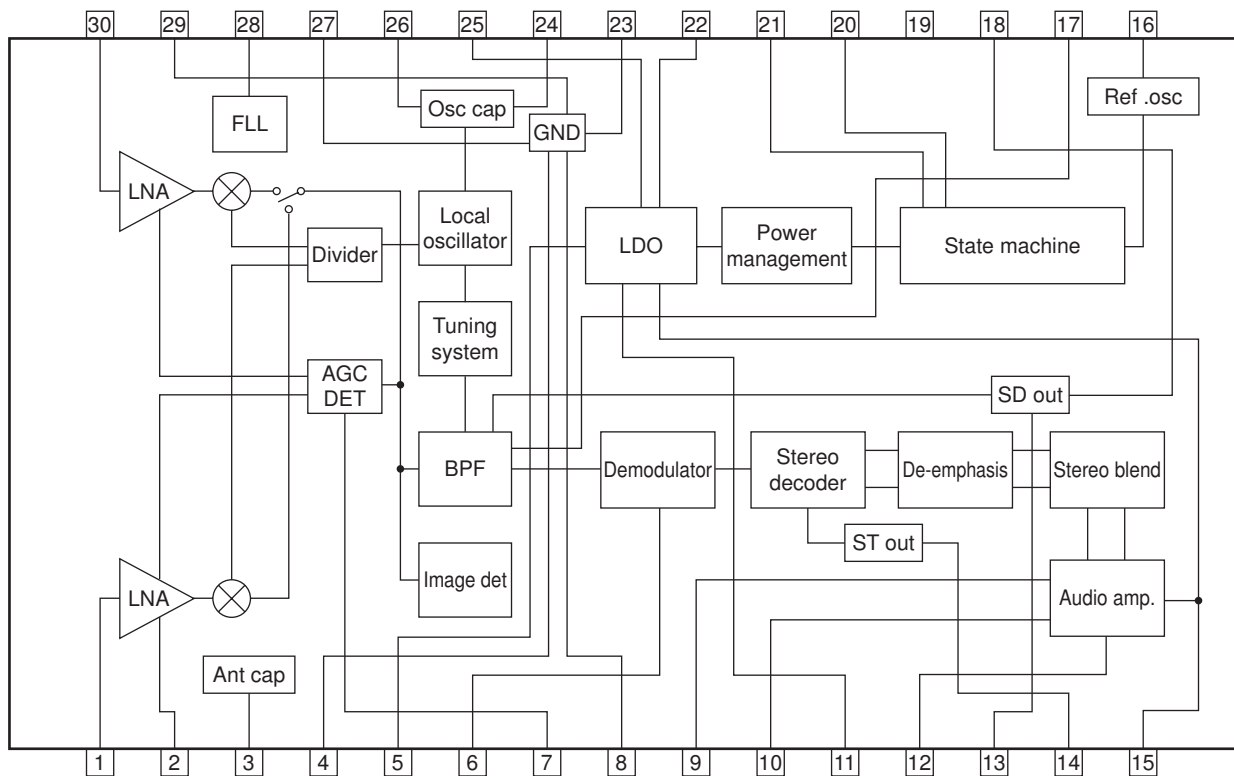 30 29 28 27 26 25 24 23 22 21 20 19 18 17 16
Ref .osc
Osc cap
FLL
GND
LNA
Local
oscillator
Divider
LDO
Power
management
State machine
Tuning
system
AGC
DET
SD out
BPF
Demodulator
Stereo
decoder
De-emphasis
Stereo blend
ST out
Image det
LNA
Audio amp.
Ant cap
1 2 3 4 5 6 7 8 9 10 11 12 13 14 15